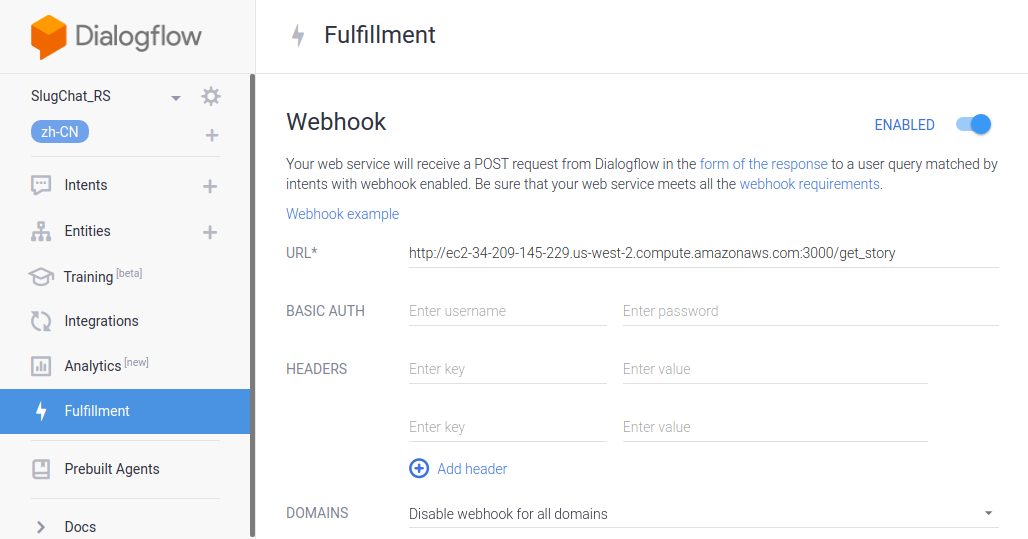 Dialogflow
Fulfillment
SlugChat_RS
zh-CN
Intents
Entities
Training [beta]
Integrations
Analytics [new]
Fulfillment
Prebuilt Agents
Docs
Webhook
ENABLED
Your web service will receive a POST request from Dialogflow in the form of the response to a user query matched by
intents with webhook enabled. Be sure that your web service meets all the webhook requirements.
Webhook example
URL* http://ec2-34-209-145-229.us-west-2.compute.amazonaws.com:3000/get_story
BASIC AUTH Enter username Enter password
HEADERS Enter key Enter value
Enter key Enter value
Add header
DOMAINS Disable webhook for all domains